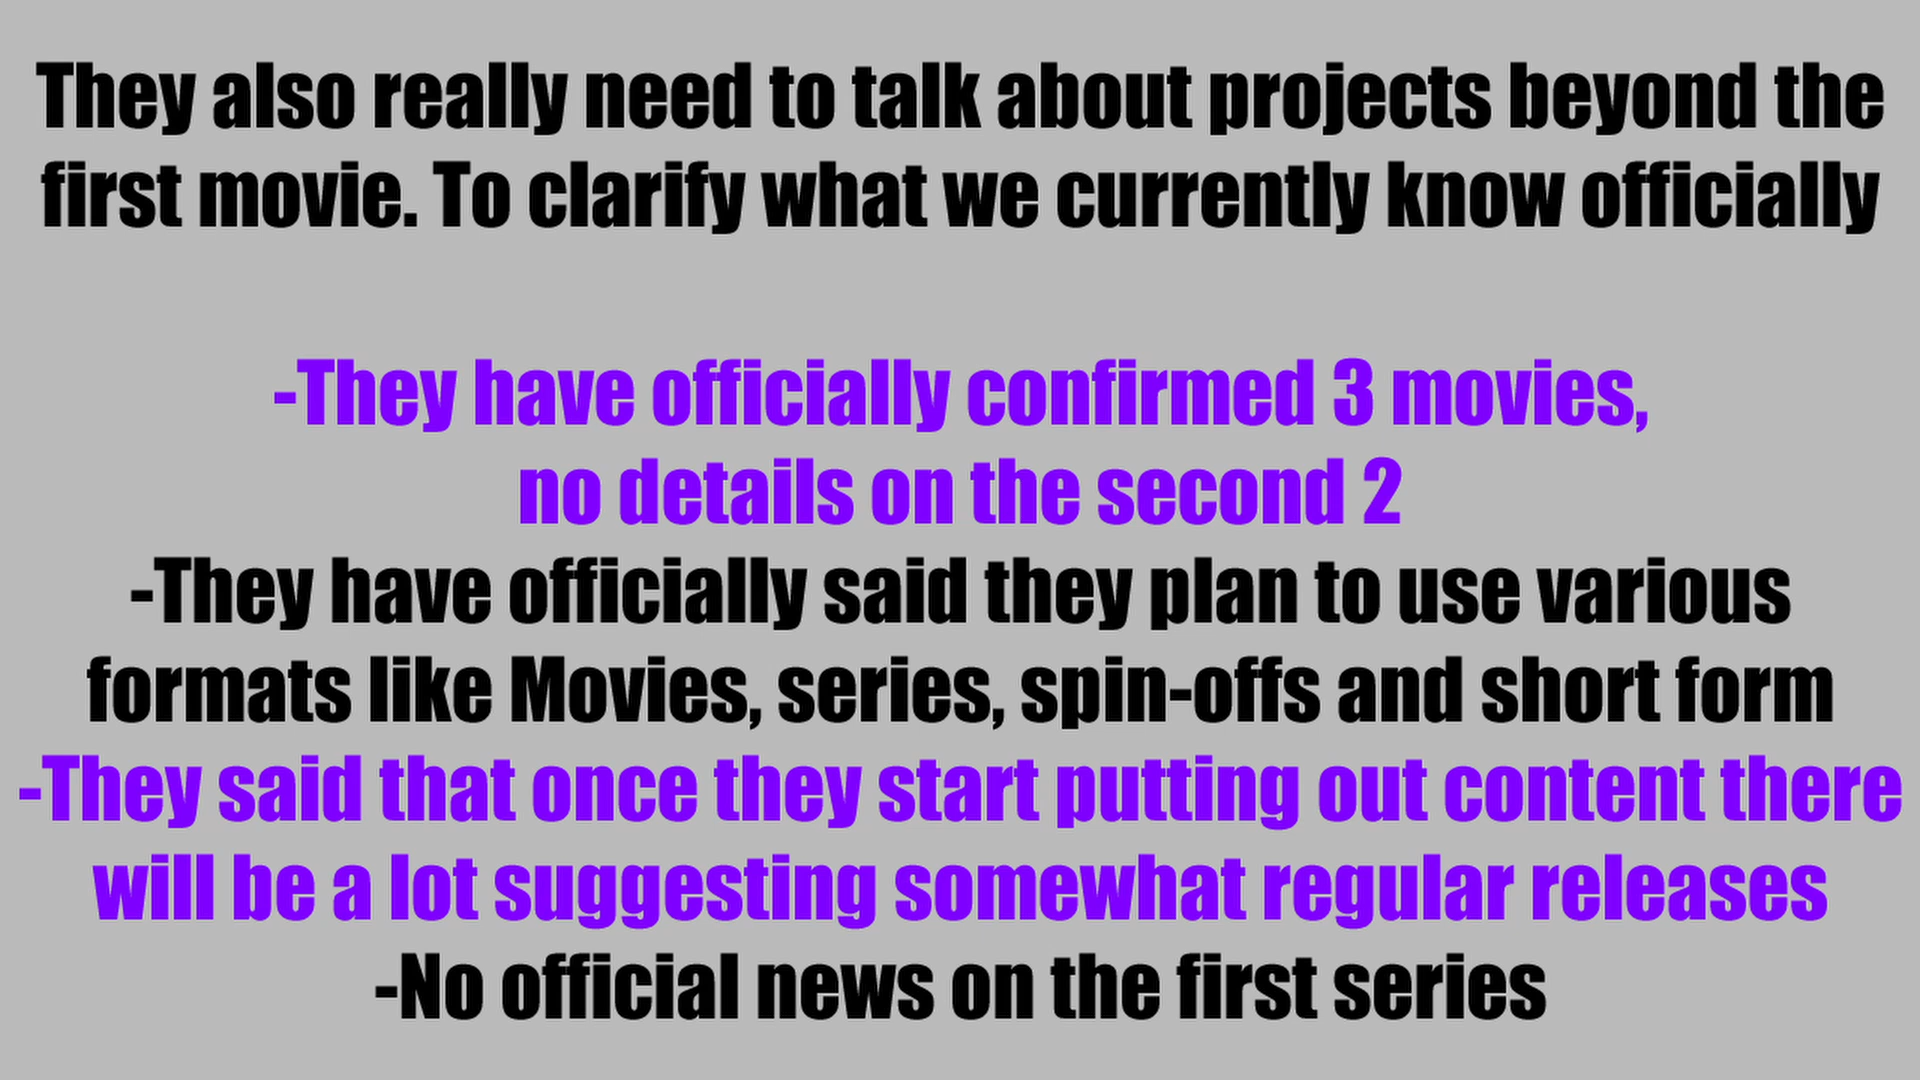 They also really need to talk about projects beyond the
first movie. To clarify what we currently know officially
-They have officially confirmed 3 movies,
no details on the second 2
-They have officially said they plan to use various
formats like Movies, series, spin-offs and short form
-They said that once they start putting out content there
will be a lot suggesting somewhat regular releases
-No official news on the first series